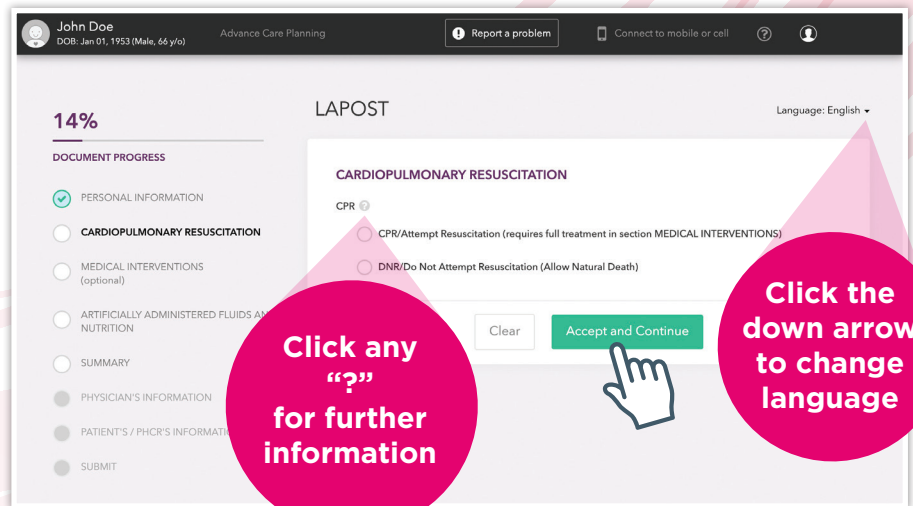 John Doe
DOB: Jan 01, 1953 (Male, 66 y/o)
Advance Care Planning
Report a problem
Connect to mobile or cell
?
14%
DOCUMENT PROGRESS
PERSONAL INFORMATION
CARDIOPULMONARY RESUSCITATION
MEDICAL INTERVENTIONS
(optional)
ARTIFICIALLY ADMINISTERED FLUIDS AN
NUTRITION
SUMMARY
PHYSICIAN'S INFORMATION
PATIENT'S / PHCR'S INFORMATI
SUBMIT
LAPOST
Language: English
CARDIOPULMONARY RESUSCITATION
CPR ?
CPR/Attempt Resuscitation (requires full treatment in section MEDICAL INTERVENTIONS)
DNR/Do Not Attempt Resuscitation (Allow Natural Death)
Clear
Accept and Continue
Click any
“?”
for further
information
Click the
down arrow
to change
language